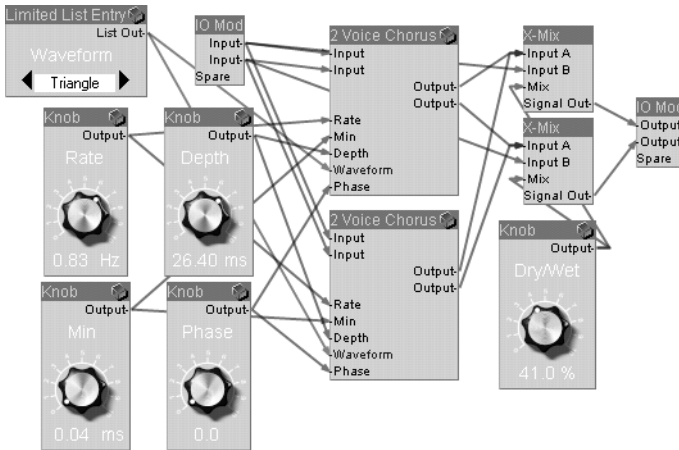 Limited List Entry
List Out
Waveform
Triangle
IO Mod
Input
Input
Spare
2 Voice Chorus
Input
Input
Output
Output
Rate
Min
Depth
Waveform
Phase
X-Mix
Input A
Input B
Mix
Signal Out
X-Mix
Input A
Input B
Mix
Signal Out
IO Mod
Output
Output
Spare
Knob
Output
Rate
0.83 Hz
Knob
Output
Depth
26.40 ms
2 Voice Chorus
Input
Input
Output
Output
Rate
Min
Depth
Waveform
Phase
Knob
Output
Dry/Wet
41.0 %
Knob
Output
Min
0.04 ms
Knob
Output
Phase
0.0